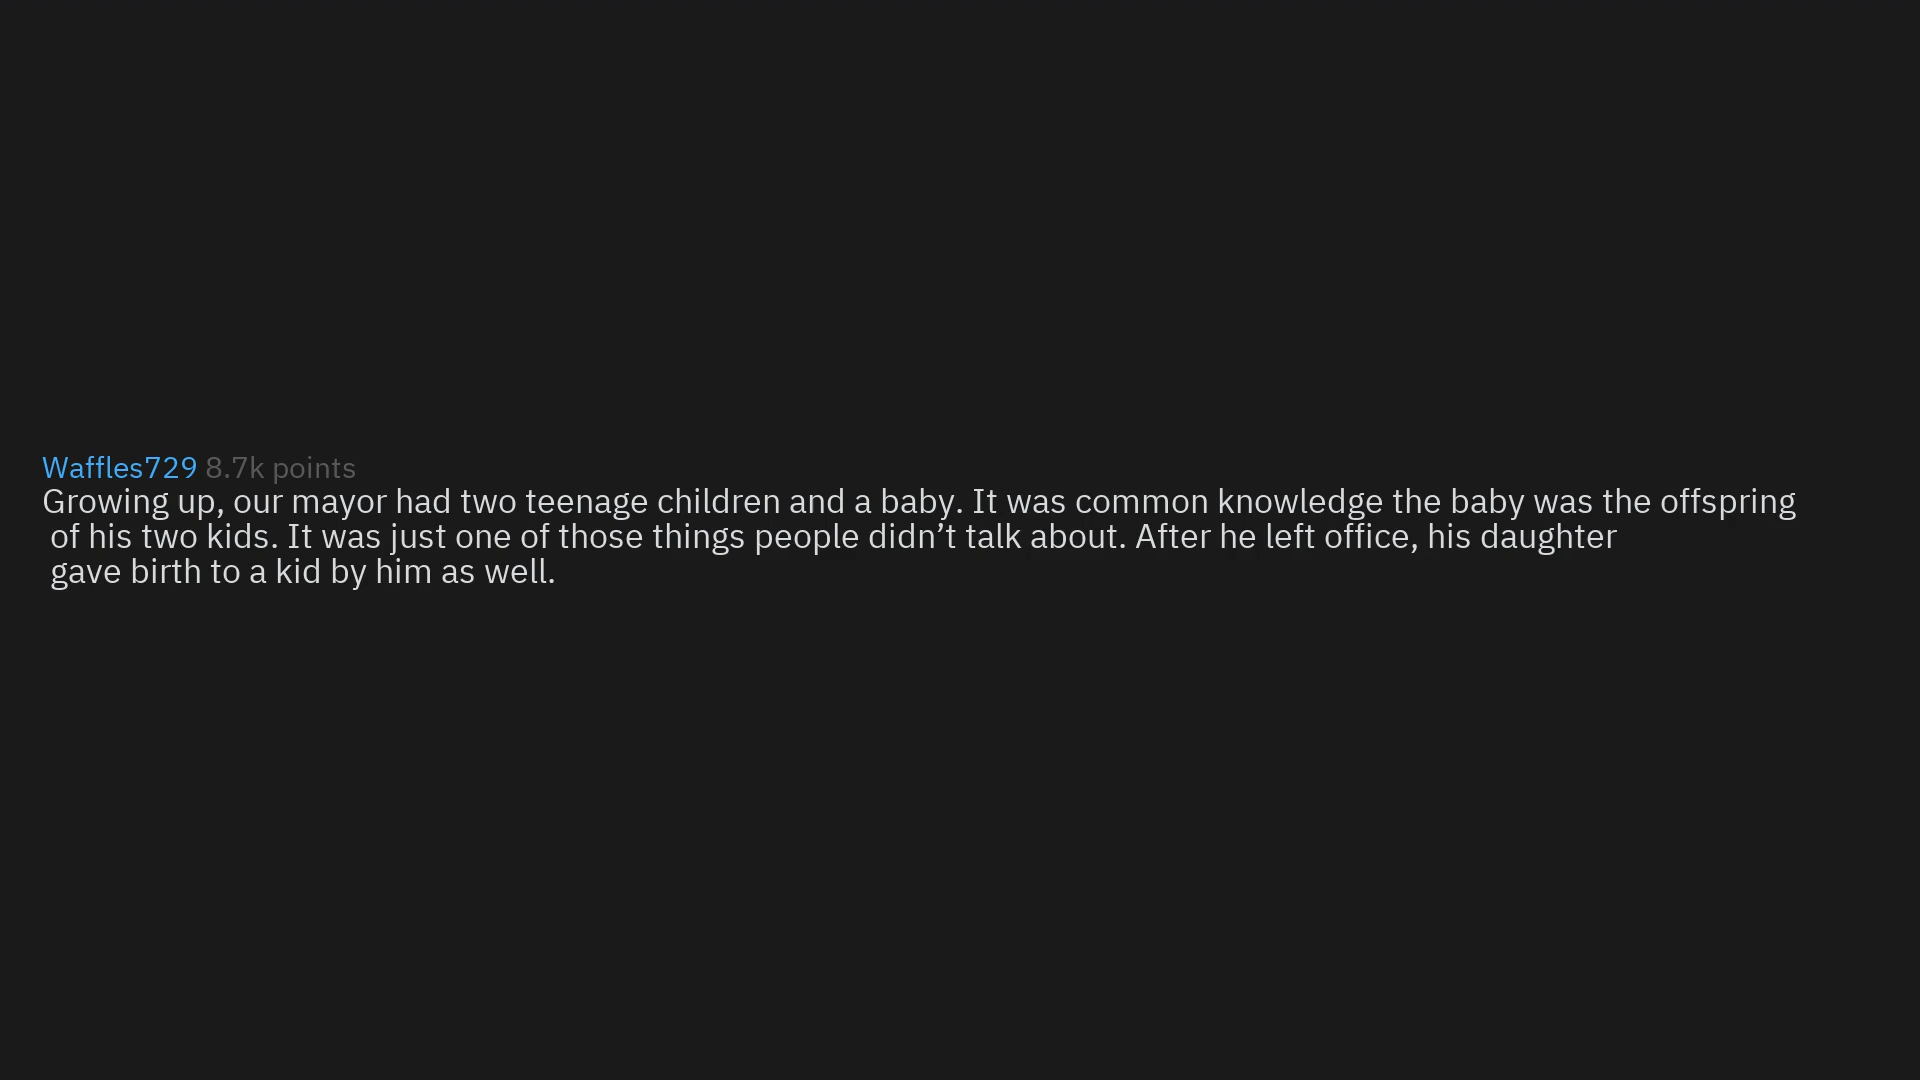 Waffles729 8.7k points
Growing up, our mayor had two teenage children and a baby. It was common knowledge the baby was the offspring
of his two kids. It was just one of those things people didn’t talk about. After he left office, his daughter
gave birth to a kid by him as well.